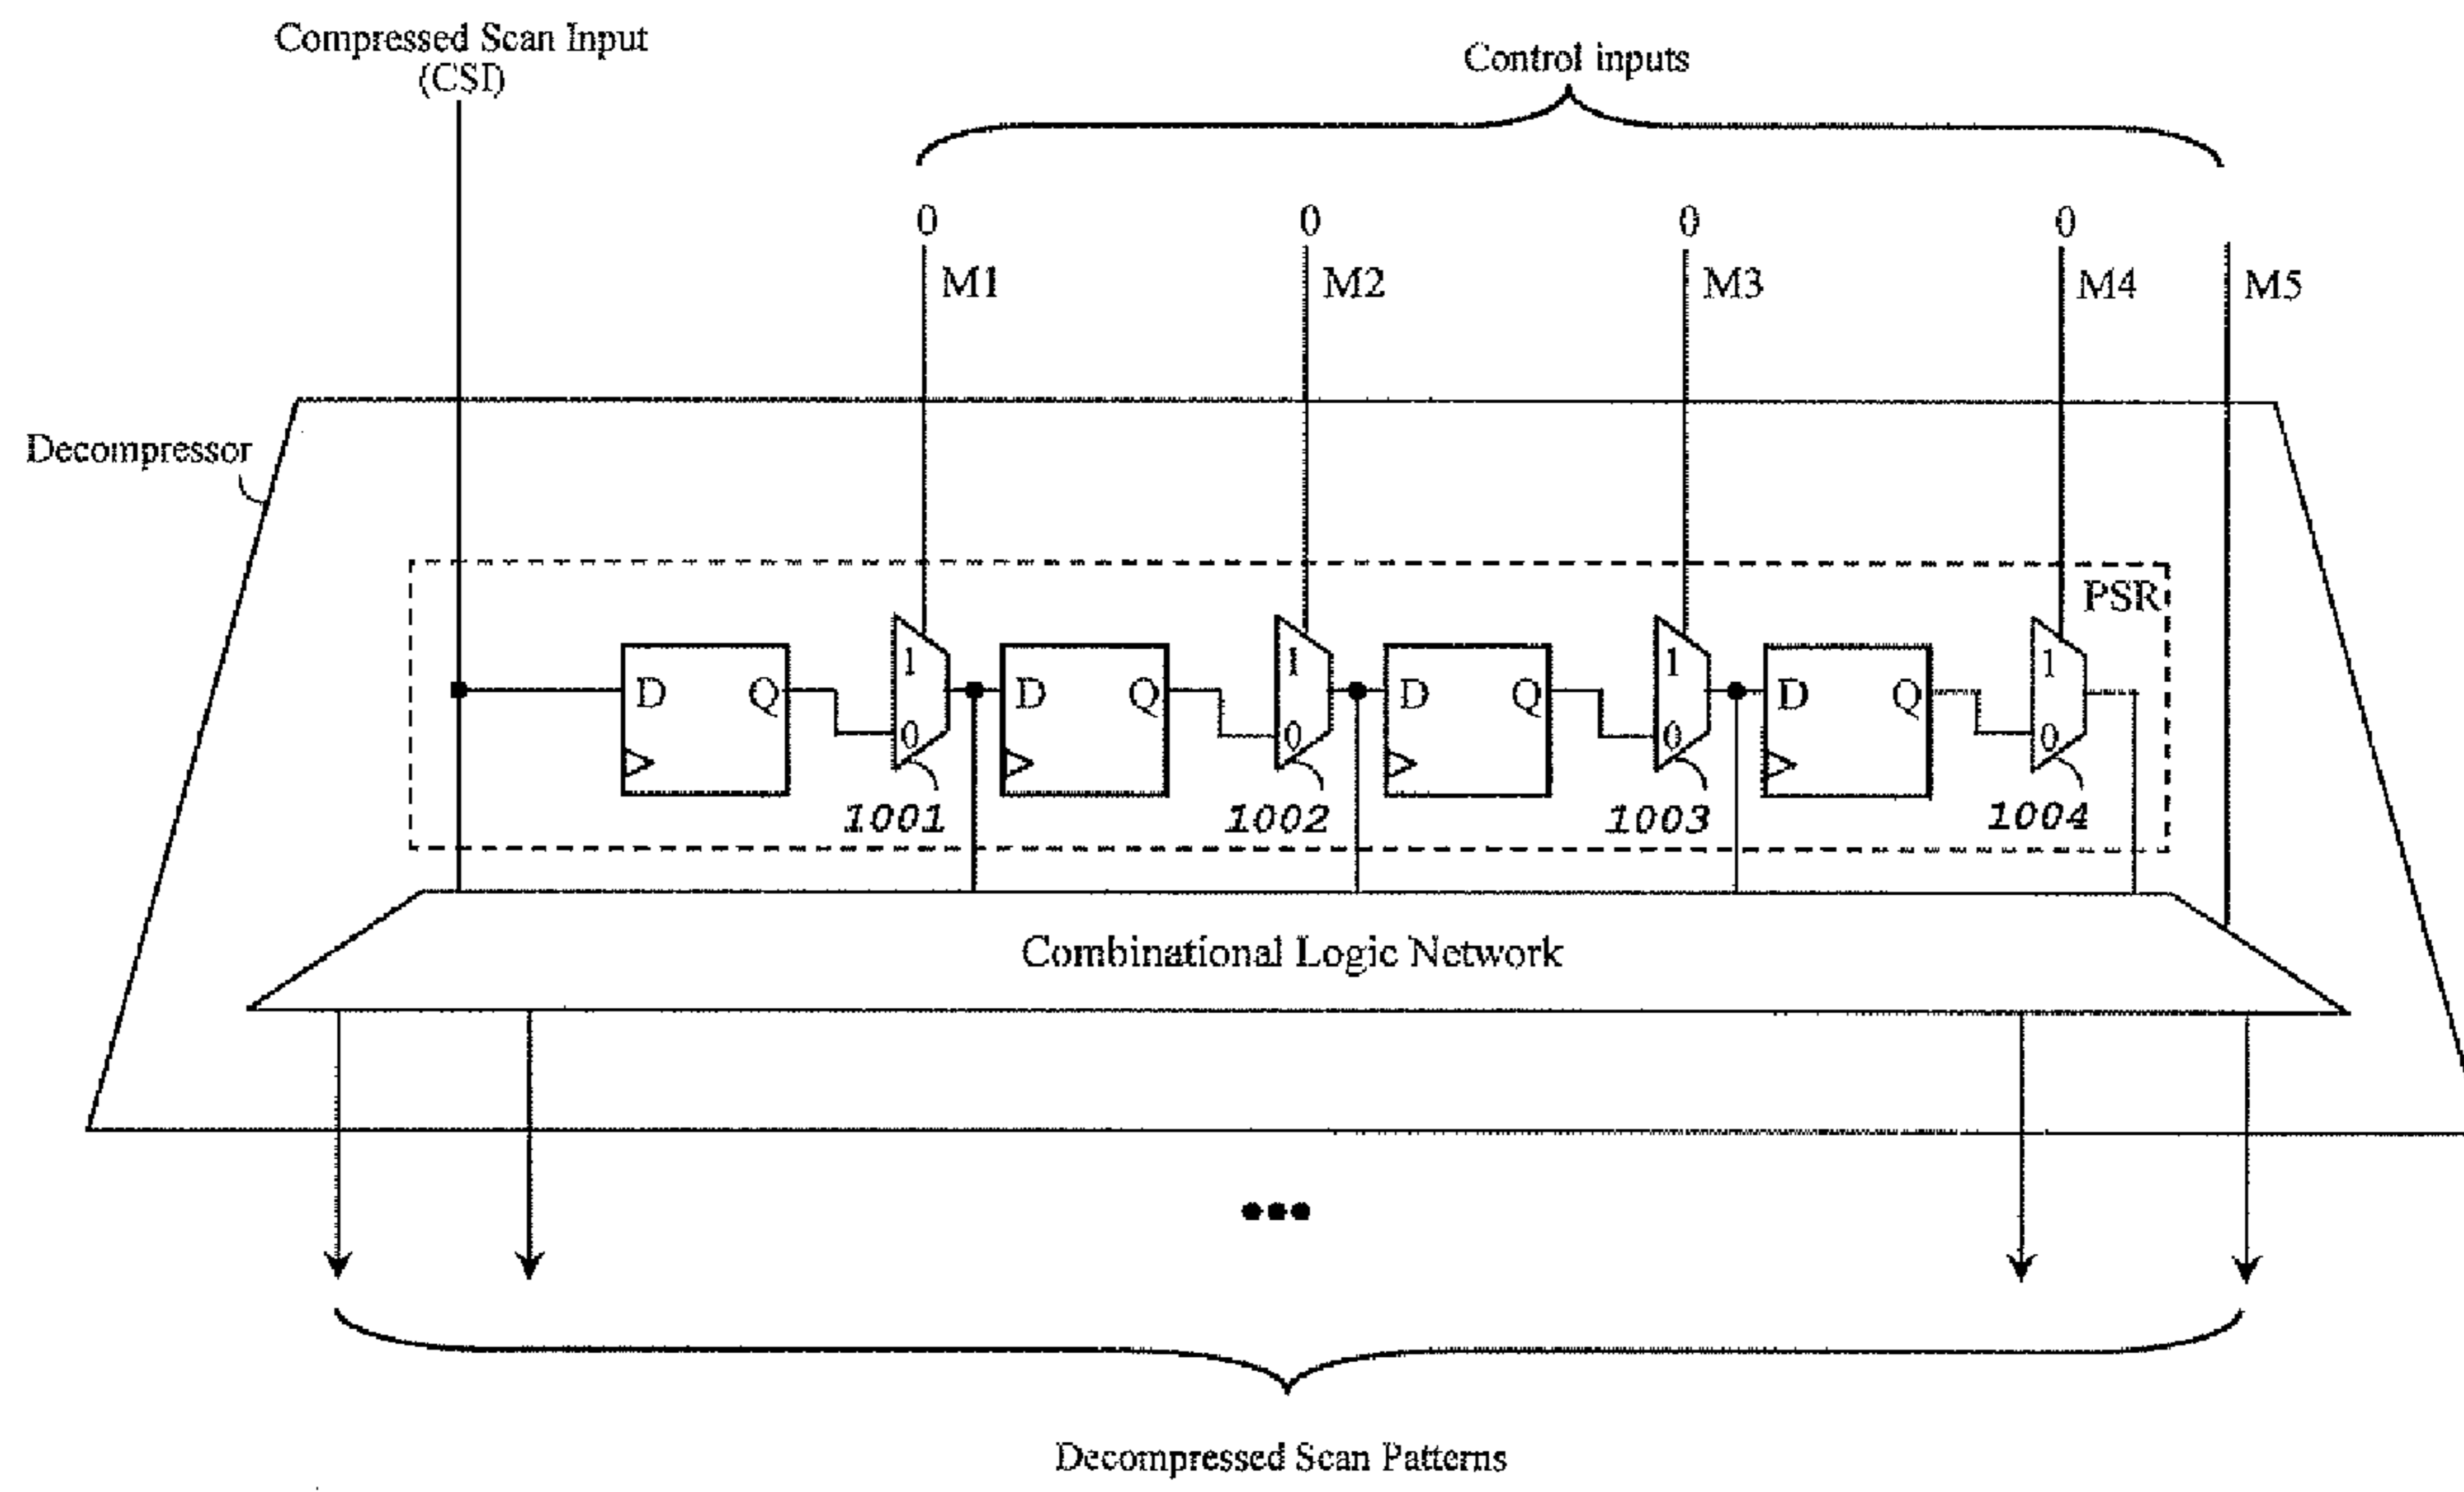 Compressed Scan Input
(CSI)
Control inputs
0 0 0 0
M1 M2 M3 M4 M5
Decompressor
PSR
D Q 1 0 D Q 1 0 D Q 1 0 D Q 1 0
1001 1002 1003 1004
Combinational Logic Network
Decompressed Scan Patterns